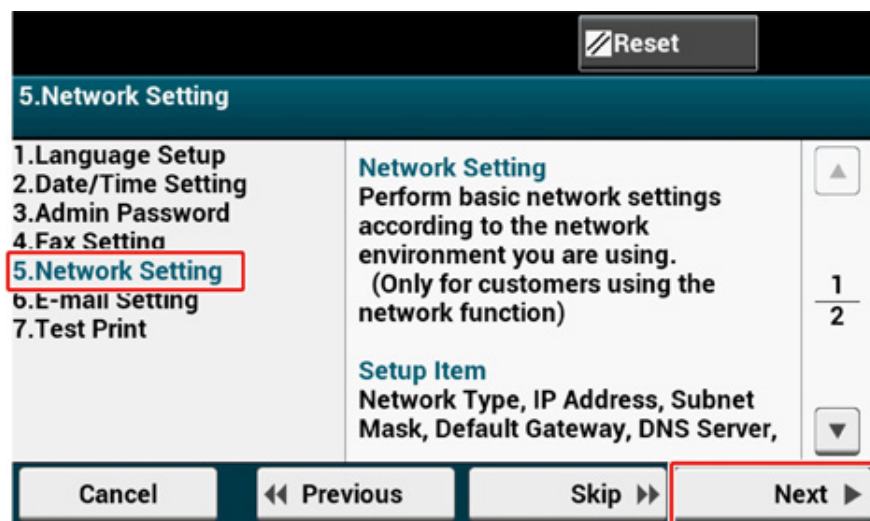 Reset
5.Network Setting
1.Language Setup
2.Date/Time Setting
3.Admin Password
4.Fax Setting
5.Network Setting
6.E-mail Setting
7.Test Print
Network Setting
Perform basic network settings
according to the network
environment you are using.
(Only for customers using the
network function)
Setup Item
Network Type, IP Address, Subnet
Mask, Default Gateway, DNS Server,
1
2
Cancel
Previous
Skip
Next